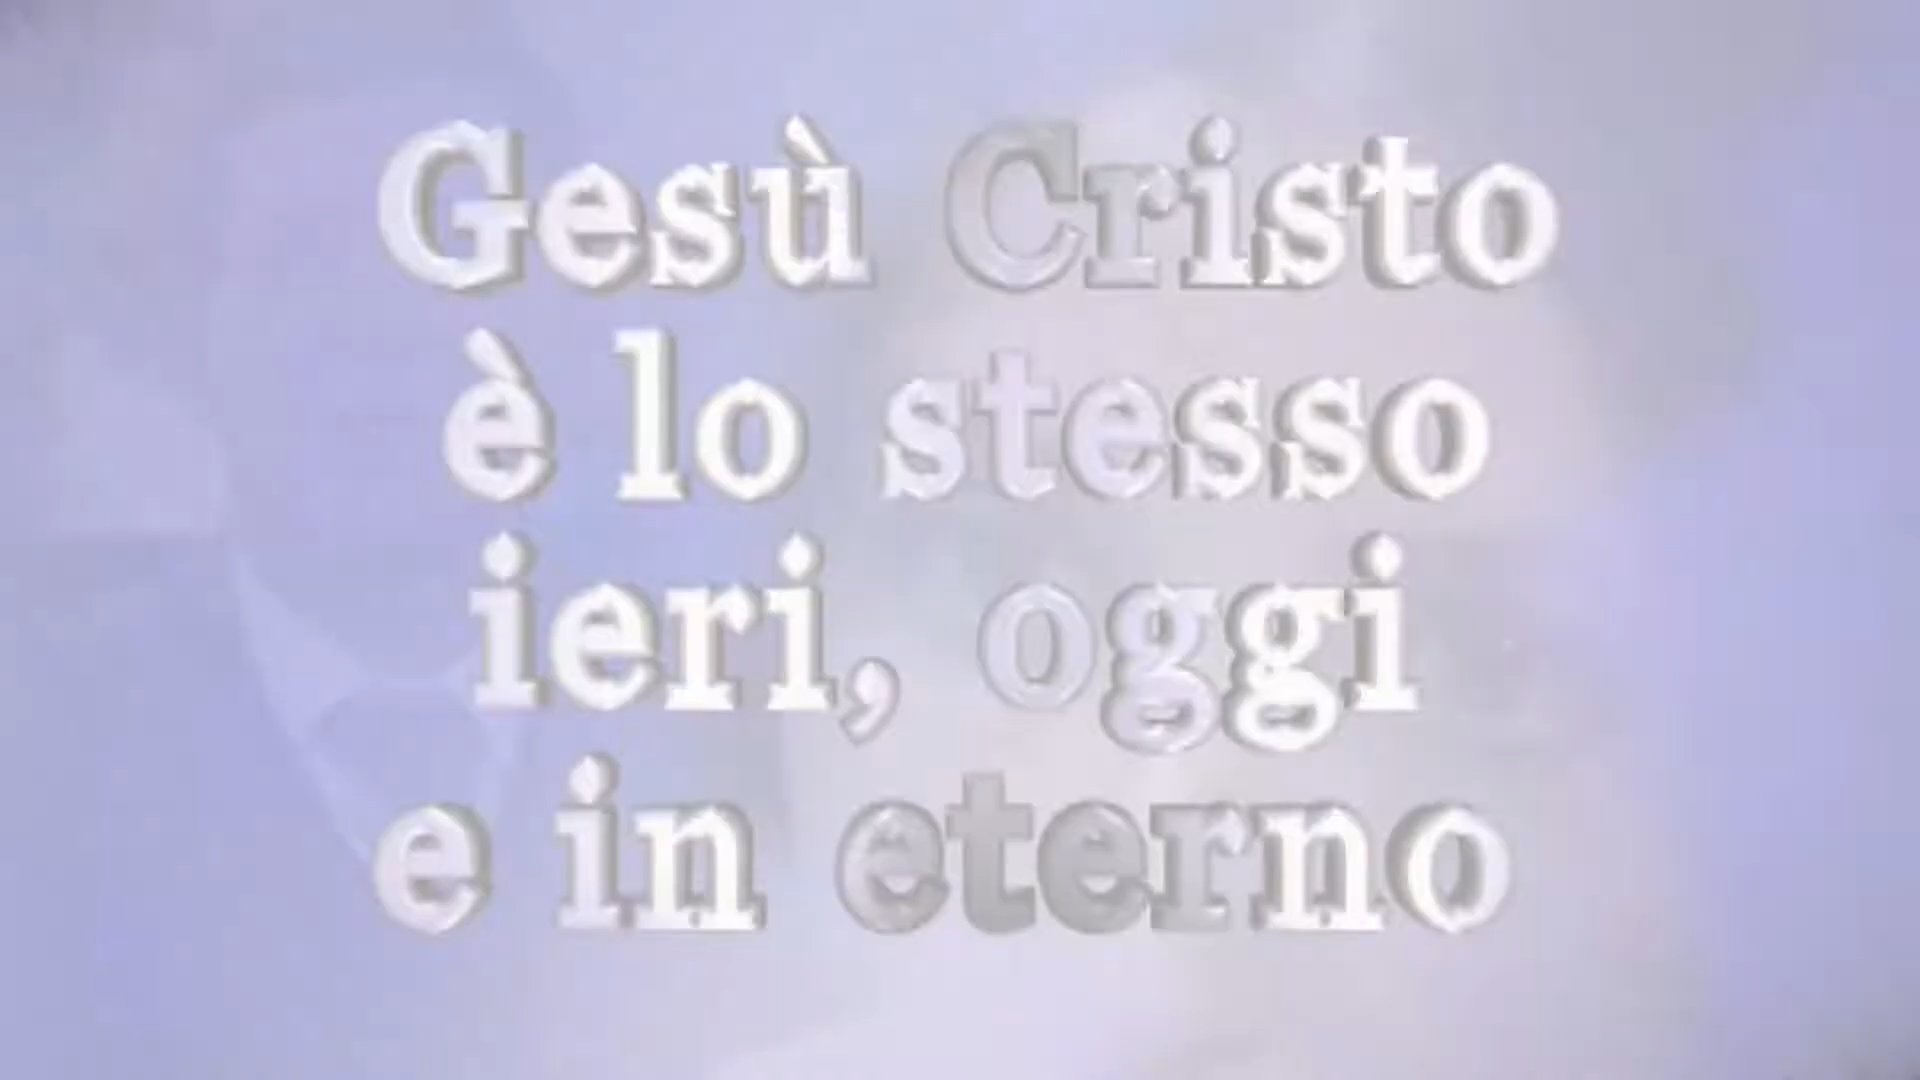 Gesù Cristo
è lo stesso
ieri, oggi
e in eterno